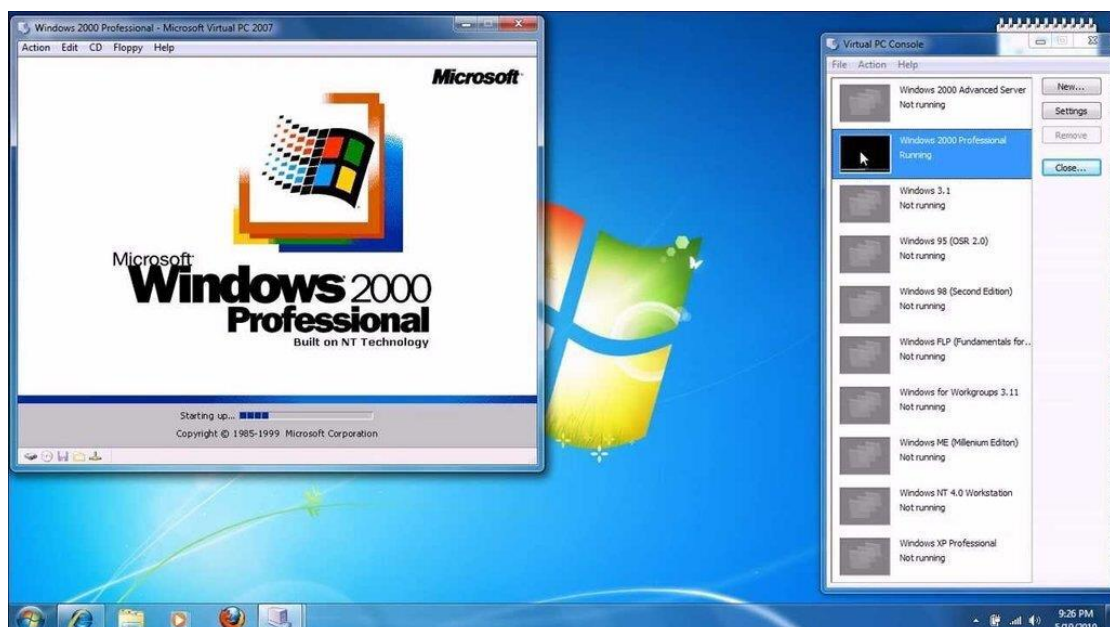 Windows 2000 Professional - Microsoft Virtual PC 2007
Action Edit CD Floppy Help
Microsoft
Microsoft
Windows 2000
Professional
Built on NT Technology
Starting up...
Copyright © 1985-1999 Microsoft Corporation
Virtual PC Console
File Action Help
Windows 2000 Advanced Server
Not running
Windows 2000 Professional
Running
Windows 3.1
Not running
Windows 95 (OSR 2.0)
Not running
Windows 98 (Second Edition)
Not running
Windows FLP (Fundamentals for..
Not running
Windows for Workgroups 3.11
Not running
Windows ME (Millenium Editon)
Not running
Windows NT 4.0 Workstation
Not running
Windows XP Professional
Not running
New...
Settings
Remove
Close...
9:26 PM